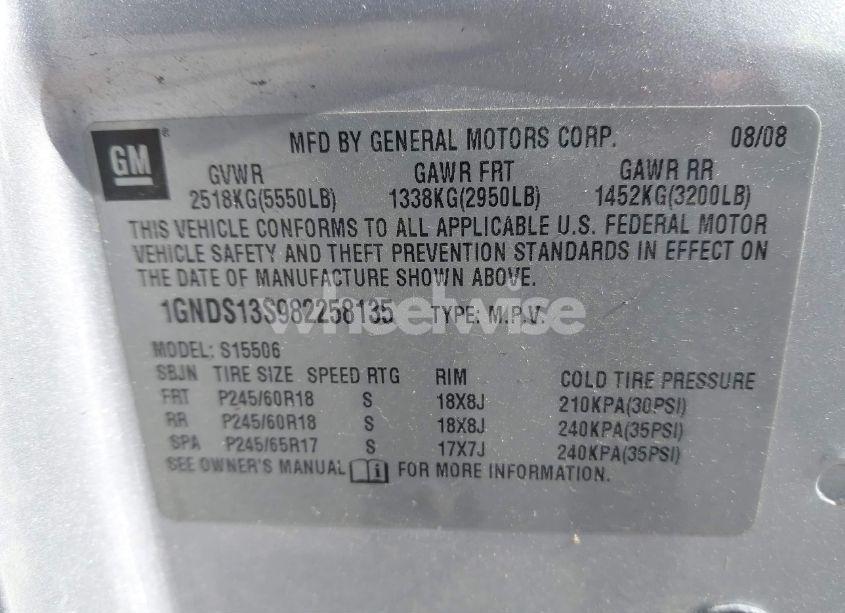 GM ®
MFD BY GENERAL MOTORS CORP. 08/08
GVWR GAWR FRT GAWR RR
2518KG(5550LB) 1338KG(2950LB) 1452KG(3200LB)
THIS VEHICLE CONFORMS TO ALL APPLICABLE U.S. FEDERAL MOTOR
VEHICLE SAFETY AND THEFT PREVENTION STANDARDS IN EFFECT ON
THE DATE OF MANUFACTURE SHOWN ABOVE.
1GNDS13S982258135 TYPE: M.P.V.
wheelwise
MODEL: S15506
SBJN TIRE SIZE SPEED RTG RIM COLD TIRE PRESSURE
FRT P245/60R18 S 18X8J 210KPA(30PSI)
RR P245/60R18 S 18X8J 240KPA(35PSI)
SPA P245/65R17 S 17X7J 240KPA(35PSI)
SEE OWNER'S MANUAL FOR MORE INFORMATION.